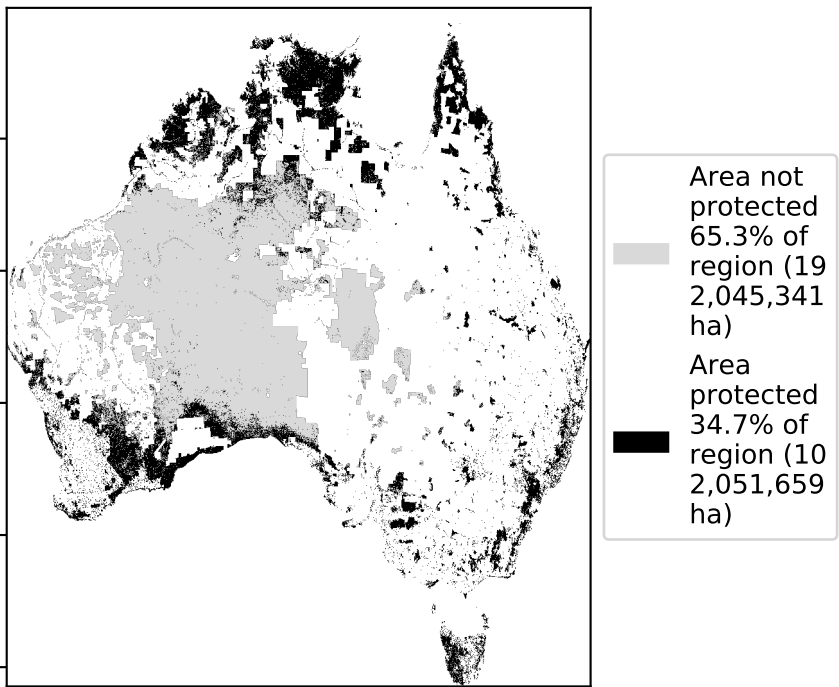 Area not
protected
65.3% of
region (19
2,045,341
ha)
Area
protected
34.7% of
region (10
2,051,659
ha)